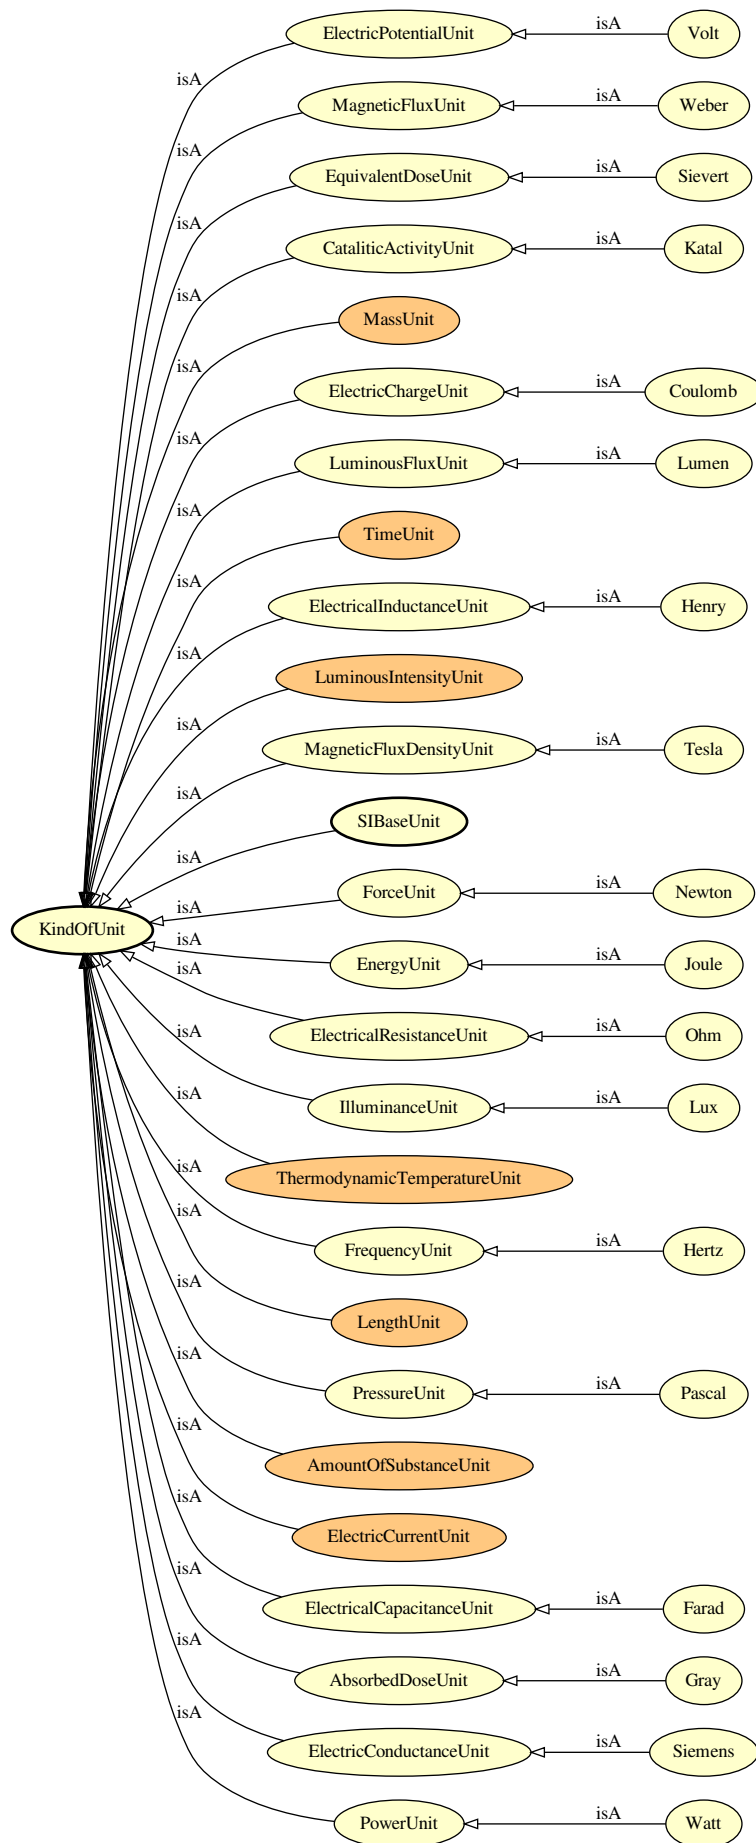 ElectricPotentialUnit isA Volt
isA
MagneticFluxUnit isA Weber
isA
EquivalentDoseUnit isA Sievert
isA
CataliticActivityUnit isA Katal
isA
MassUnit
isA
ElectricChargeUnit isA Coulomb
isA
LuminousFluxUnit isA Lumen
isA
TimeUnit
isA
ElectricalInductanceUnit isA Henry
isA
LuminousIntensityUnit
isA
MagneticFluxDensityUnit isA Tesla
isA
SIBaseUnit
isA
ForceUnit isA Newton
isA
KindOfUnit
isA
EnergyUnit isA Joule
isA
ElectricalResistanceUnit isA Ohm
isA
IlluminanceUnit isA Lux
isA
ThermodynamicTemperatureUnit
isA
FrequencyUnit isA Hertz
isA
LengthUnit
isA
PressureUnit isA Pascal
isA
AmountOfSubstanceUnit
isA
ElectricCurrentUnit
isA
ElectricalCapacitanceUnit isA Farad
isA
AbsorbedDoseUnit isA Gray
isA
ElectricConductanceUnit isA Siemens
PowerUnit isA Watt